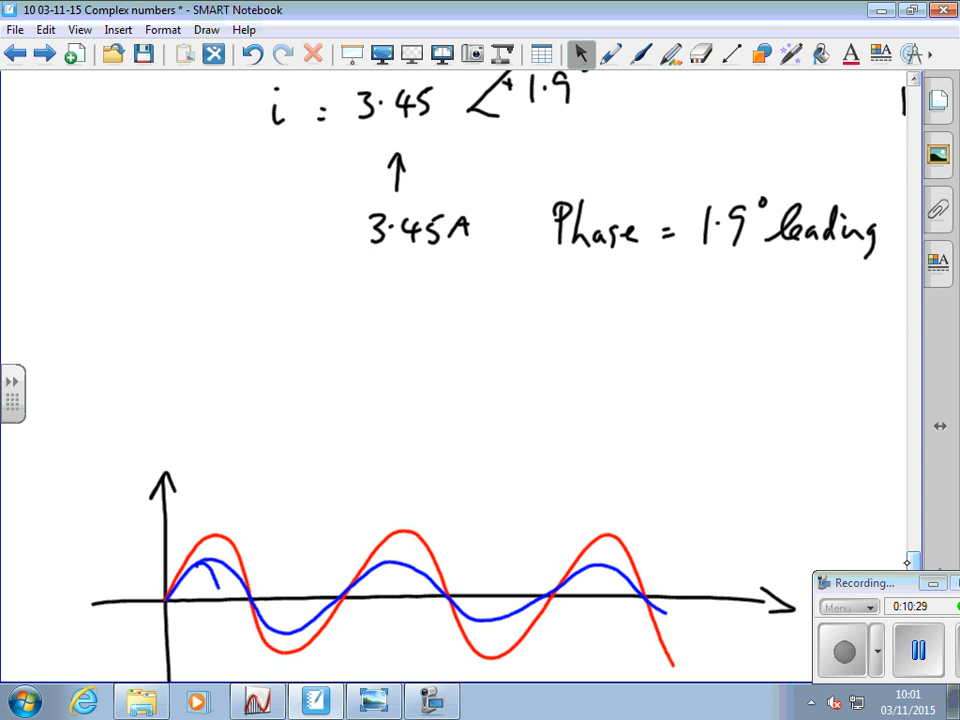 10 03-11-15 Complex numbers * - SMART Notebook
File Edit View Insert Format Draw Help
i = 3.45 ∠+1.9°
↑
3.45A Phase = 1.9° leading
Recording...
Menu 0:10:29
10:01
03/11/2015